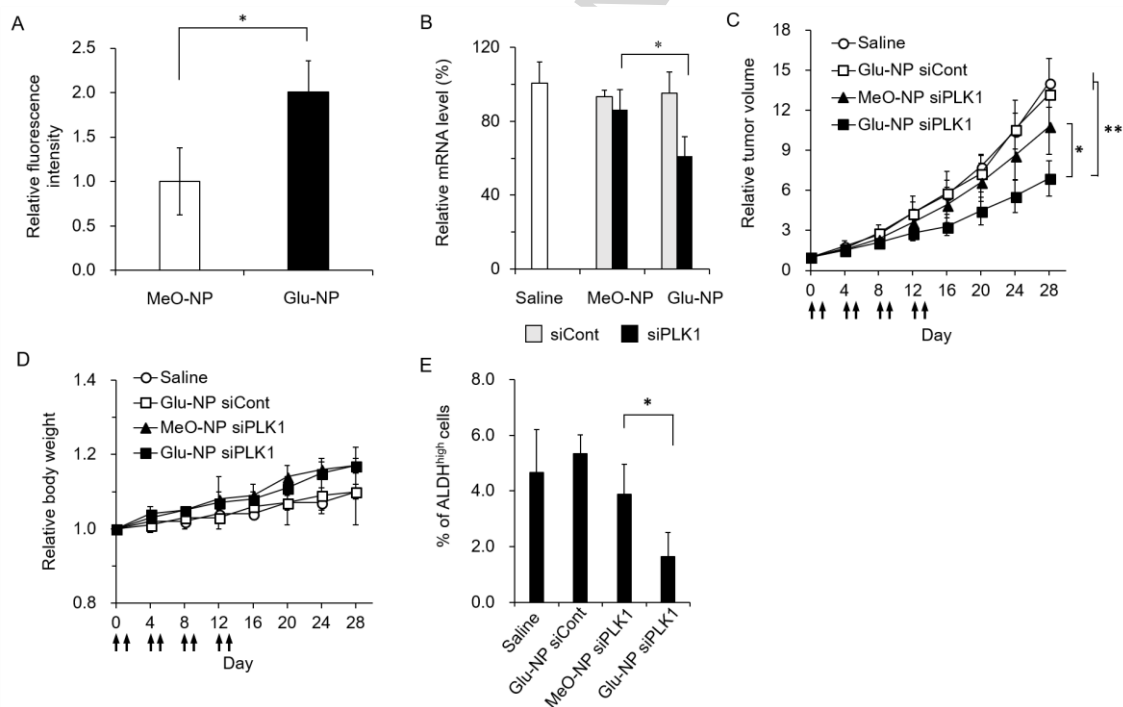 A
*
Relative fluorescence
intensity
2.5
2.0
1.5
1.0
0.5
0.0
MeO-NP Glu-NP
B
*
Relative mRNA level (%)
120
80
40
0
Saline MeO-NP Glu-NP
siCont siPLK1
C
Relative tumor volume
18
15
12
9
6
3
1
Saline
Glu-NP siCont
MeO-NP siPLK1
Glu-NP siPLK1
*
**
0 4 8 12 16 20 24 28
Day
D
Relative body weight
1.4
1.2
1.0
0.8
Saline
Glu-NP siCont
MeO-NP siPLK1
Glu-NP siPLK1
0 4 8 12 16 20 24 28
Day
E
% of ALDHhigh cells
8.0
6.0
4.0
2.0
0.0
*
Saline
Glu-NP siCont
MeO-NP siPLK1
Glu-NP siPLK1